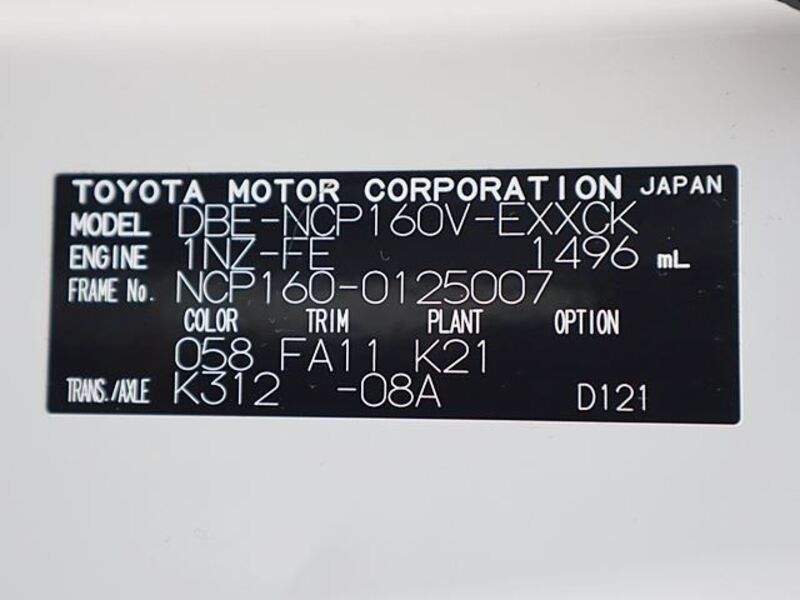 TOYOTA MOTOR CORPORATION JAPAN
MODEL DBE-NCP160V-EXXCK
ENGINE 1NZ-FE 1496 mL
FRAME No. NCP160-0125007
COLOR TRIM PLANT OPTION
058 FA11 K21
TRANS./AXLE K312 -08A D121